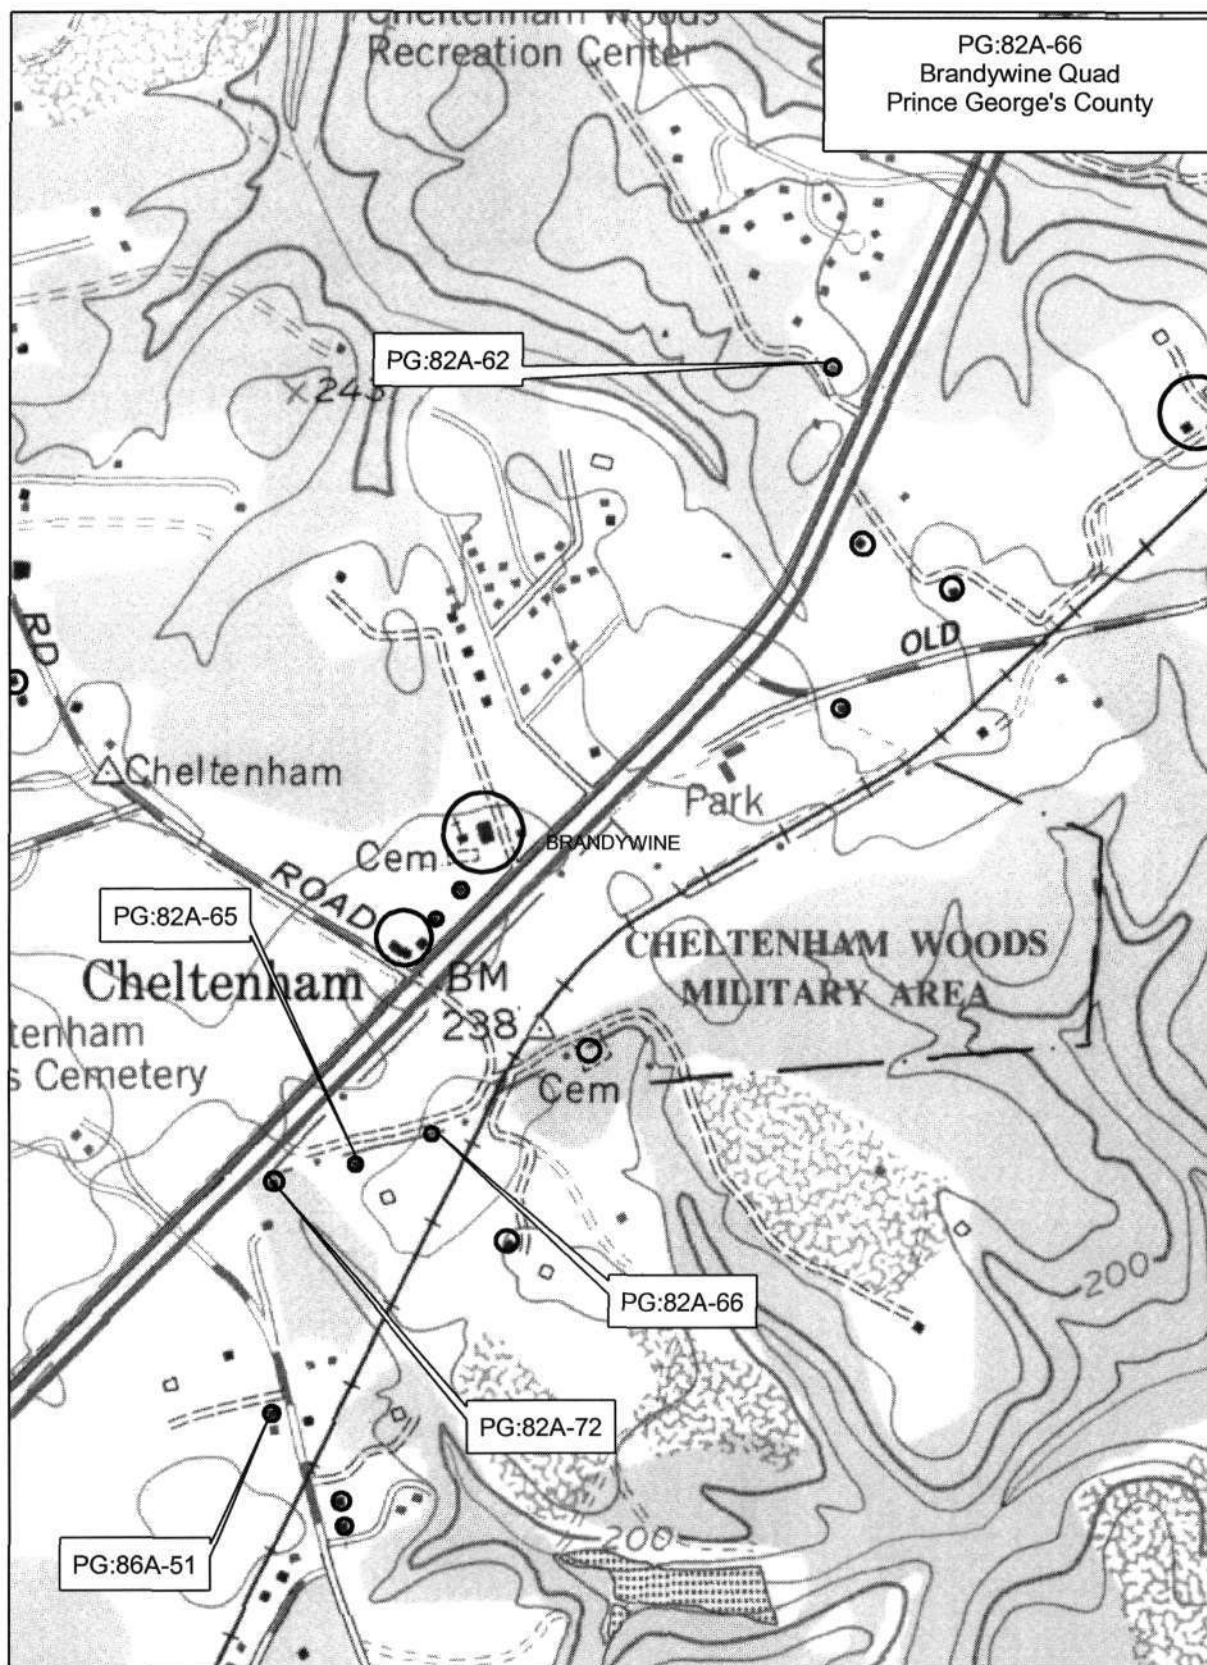 Cheltenham Woods
Recreation Center
PG:82A-66
Brandywine Quad
Prince George's County
PG:82A-62
RD
OLD
Cheltenham
Park
Cem
BRANDYWINE
ROAD
PG:82A-65
CHELTENHAM WOODS
MILITARY AREA
Cheltenham
BM
238
tenham
s Cemetery
Cem
200
PG:82A-66
PG:82A-72
200
PG:86A-51